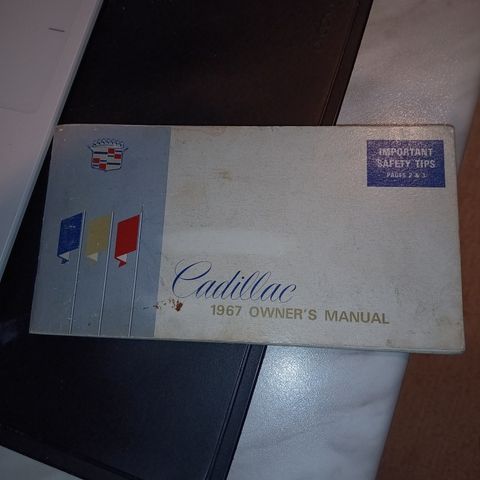 IMPORTANT
SAFETY TIPS
PAGES 2 & 3
Cadillac
1967 OWNER'S MANUAL